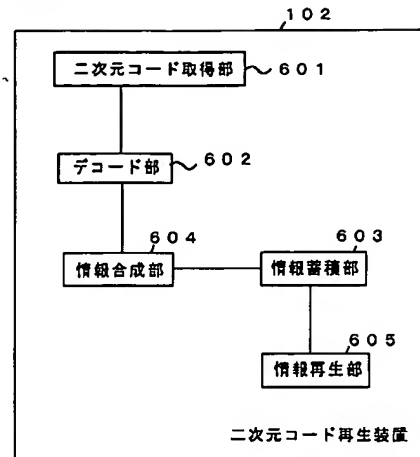 102
二次元コード取得部
601
デコード部
602
604
603
情報合成部
情報蓄積部
605
情報再生部
二次元コード再生装置